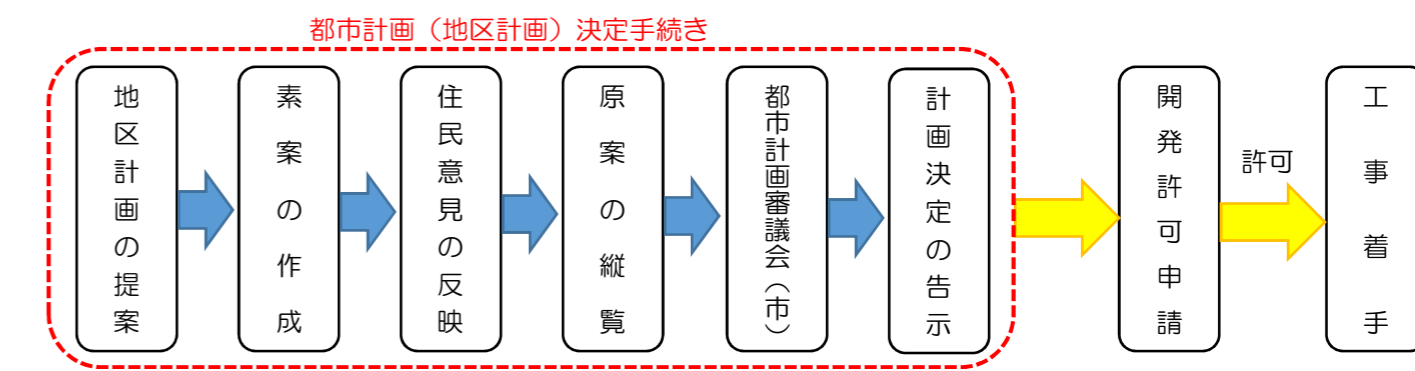 都市計画（地区計画）決定手続き
地区計画の提案
素案の作成
住民意見の反映
原案の縦覧
都市計画審議会（市）
計画決定の告示
開発許可申請
許可
工事着手